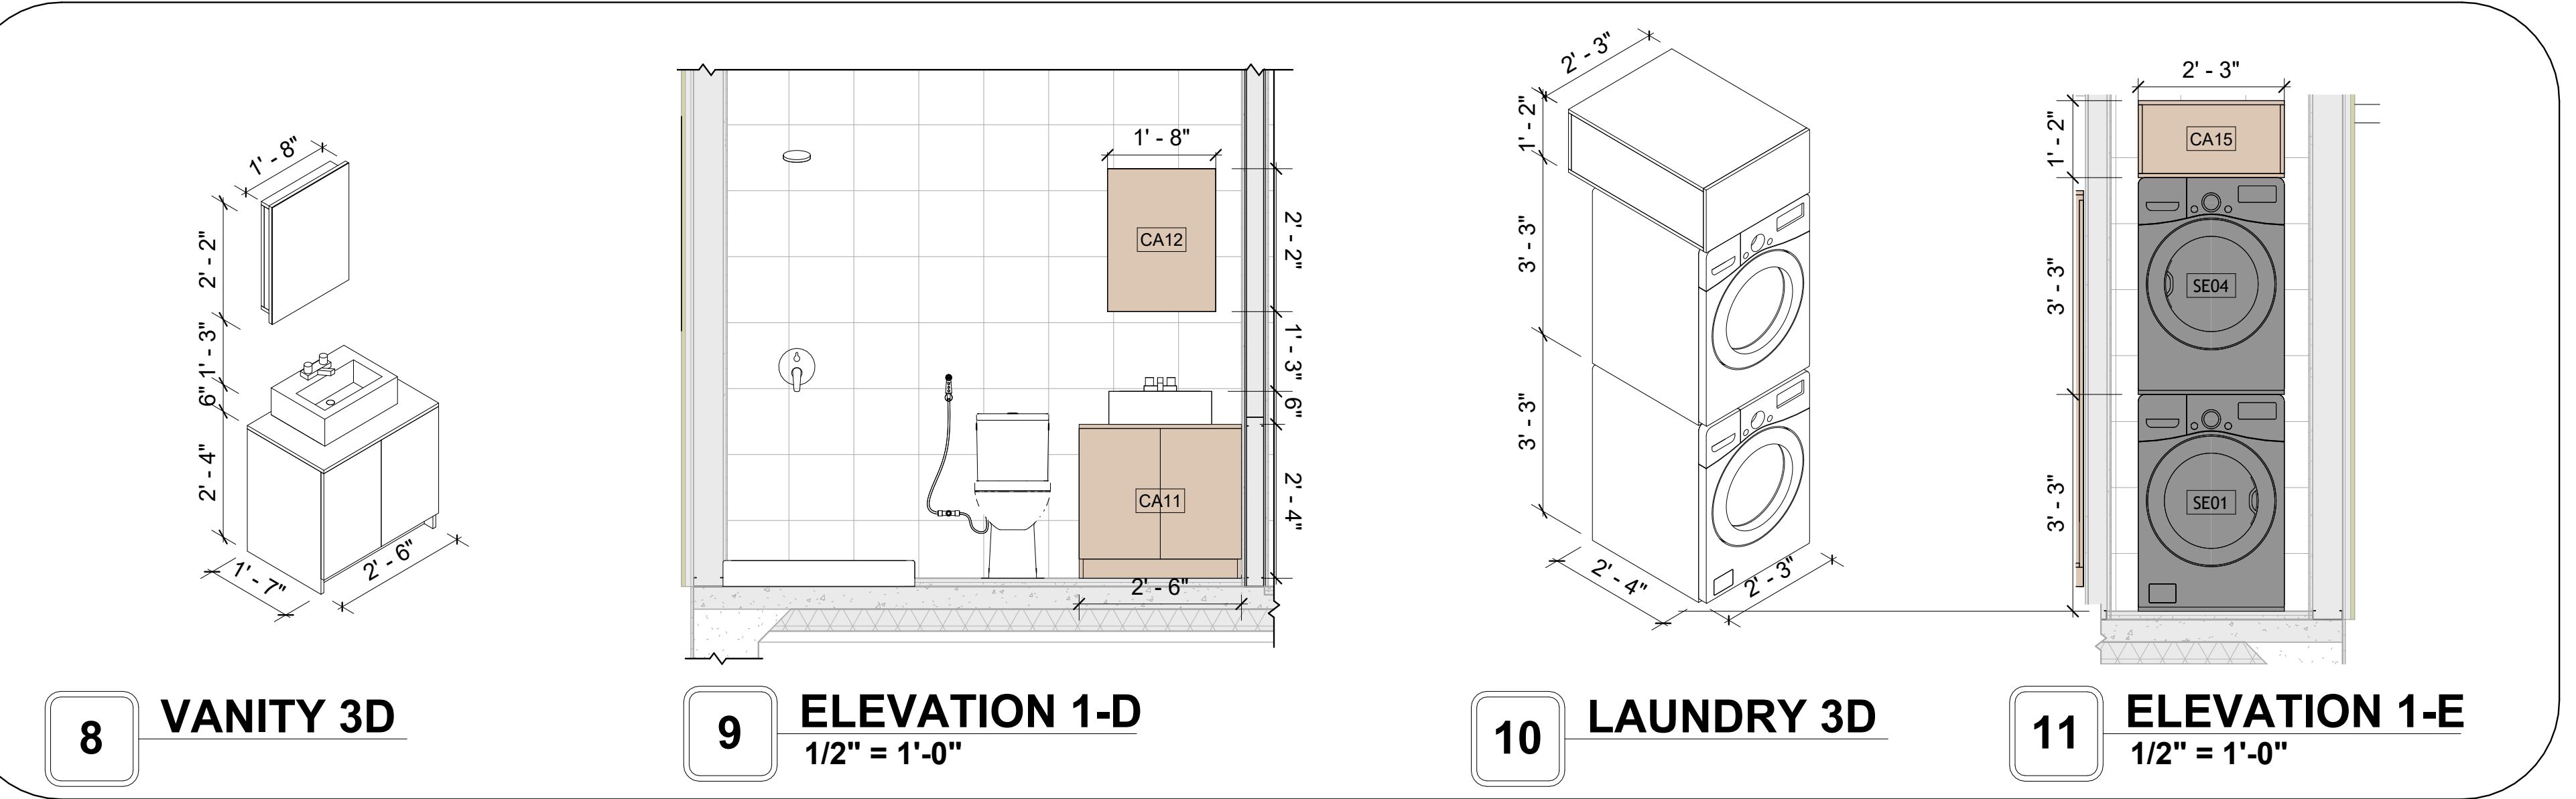 1' - 8"
2' - 2"
1' - 3"
6"
2' - 4"
1' - 7"
2' - 6"
8
VANITY 3D
1' - 8"
CA12
2' - 2"
1' - 3"
6"
CA11
2' - 4"
2' - 6"
9
ELEVATION 1-D
1/2" = 1'-0"
2' - 3"
1' - 2"
3' - 3"
3' - 3"
2' - 4"
2' - 3"
10
LAUNDRY 3D
2' - 3"
1' - 2"
CA15
3' - 3"
SE04
3' - 3"
SE01
11
ELEVATION 1-E
1/2" = 1'-0"